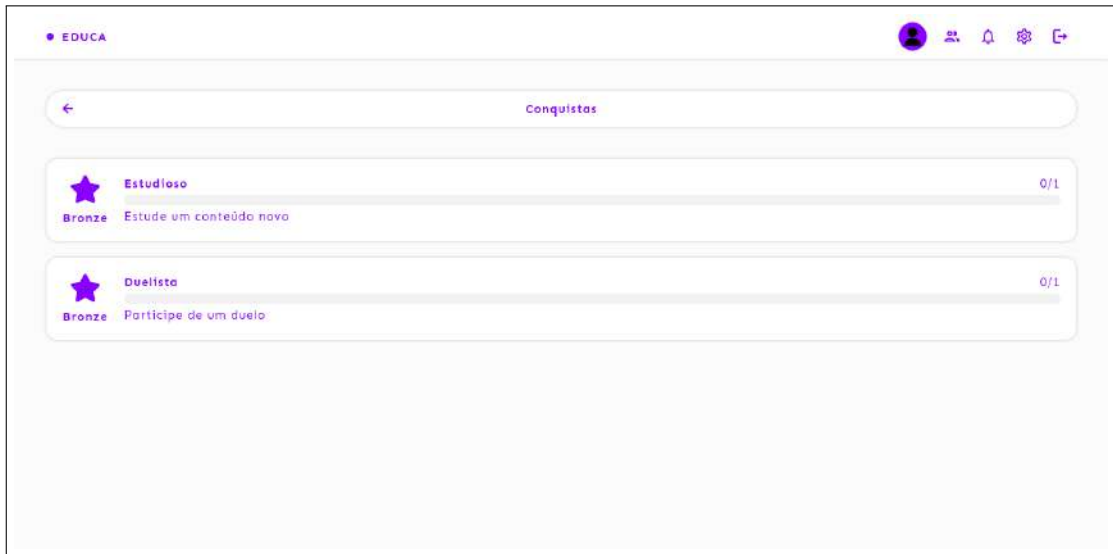 EDUCA
Conquistas
Estudioso 0/1
Bronze Estude um conteúdo novo
Duelista 0/1
Bronze Participe de um duelo